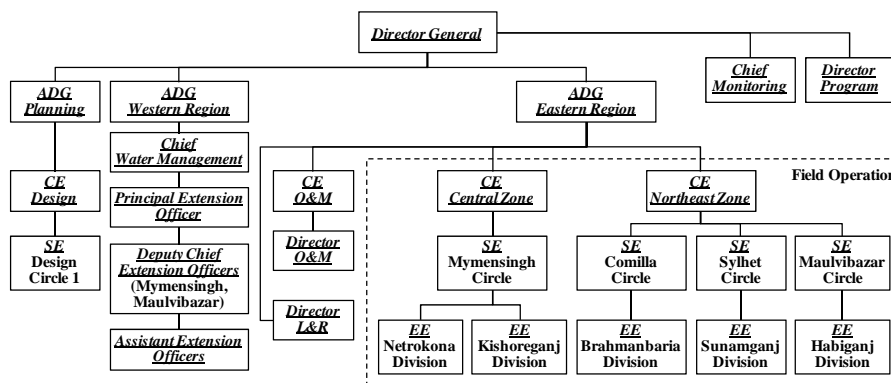 Director General
Chief
Monitoring
Director
Program
ADG
Planning
ADG
Western Region
ADG
Eastern Region
Chief
Water Management
CE
Design
Principal Extension
Officer
CE
O&M
CE
Central Zone
CE
Northeast Zone
Field Operation
SE
Design
Circle 1
Deputy Chief
Extension Officers
(Mymensingh,
Maulvibazar)
Director
O&M
SE
Mymensingh
Circle
SE
Comilla
Circle
SE
Sylhet
Circle
SE
Maulvibazar
Circle
Assistant Extension
Officers
Director
L&R
EE
Netrokona
Division
EE
Kishoreganj
Division
EE
Brahmanbaria
Division
EE
Sunamganj
Division
EE
Habiganj
Division